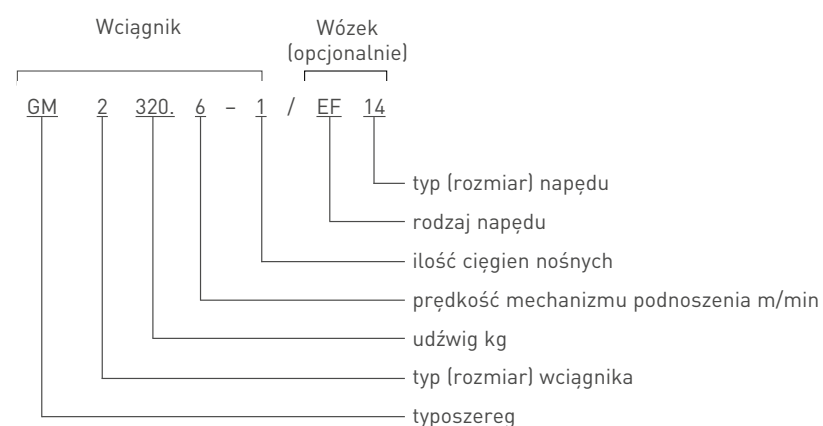 Wciągnik
Wózek
(opcjonalnie)
GM 2 320. 6 – 1 / EF 14
typ (rozmiar) napędu
rodzaj napędu
ilość cięgien nośnych
prędkość mechanizmu podnoszenia m/min
udźwig kg
typ (rozmiar) wciągnika
typoszereg